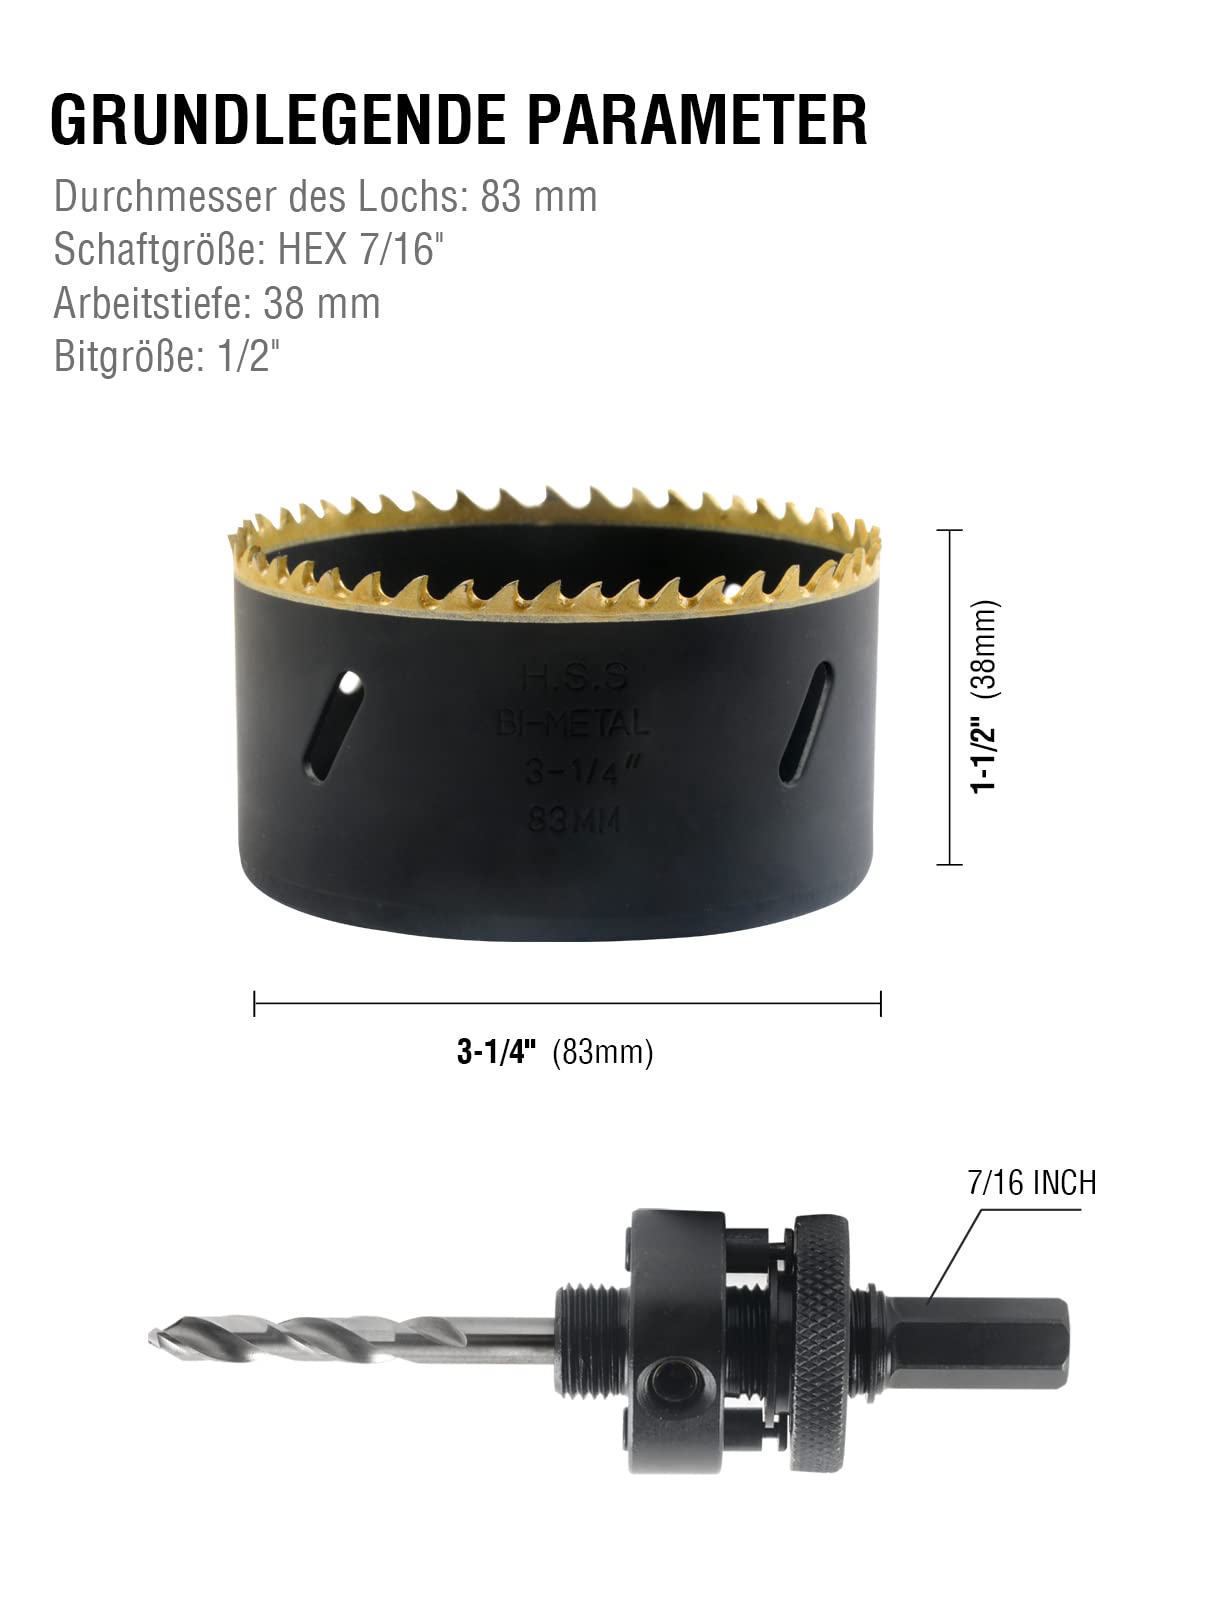 GRUNDLEGENDE PARAMETER
Durchmesser des Lochs: 83 mm
Schaftgröße: HEX 7/16"
Arbeitstiefe: 38 mm
Bitgröße: 1/2"
H.S.S
BI-METAL
3-1/4"
83MM
1-1/2" (38mm)
3-1/4" (83mm)
7/16 INCH